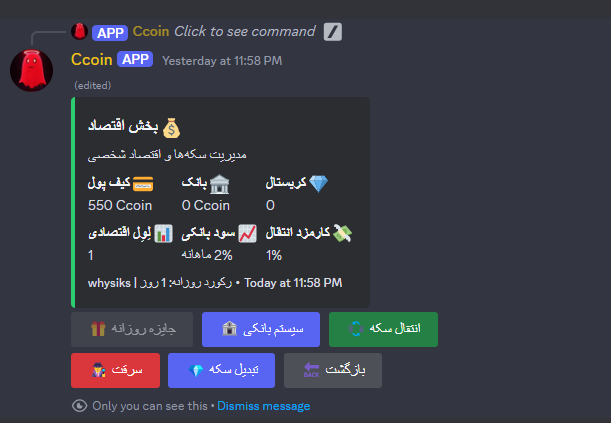 APP Ccoin Click to see command
Ccoin APP Yesterday at 11:58 PM
(edited)
بخش اقتصاد
مدیریت سکه‌ها و اقتصاد شخصی
کیف پول
550 Ccoin
بانک
0 Ccoin
کریستال
0
لِوِل اقتصادی
1
سود بانکی
2% ماهانه
کارمزد انتقال
1%
whysiks | رکورد روزانه: 1 روز • Today at 11:58 PM
جایزه روزانه
سیستم بانکی
انتقال سکه
سرقت
تبدیل سکه
بازگشت
BACK
Only you can see this • Dismiss message